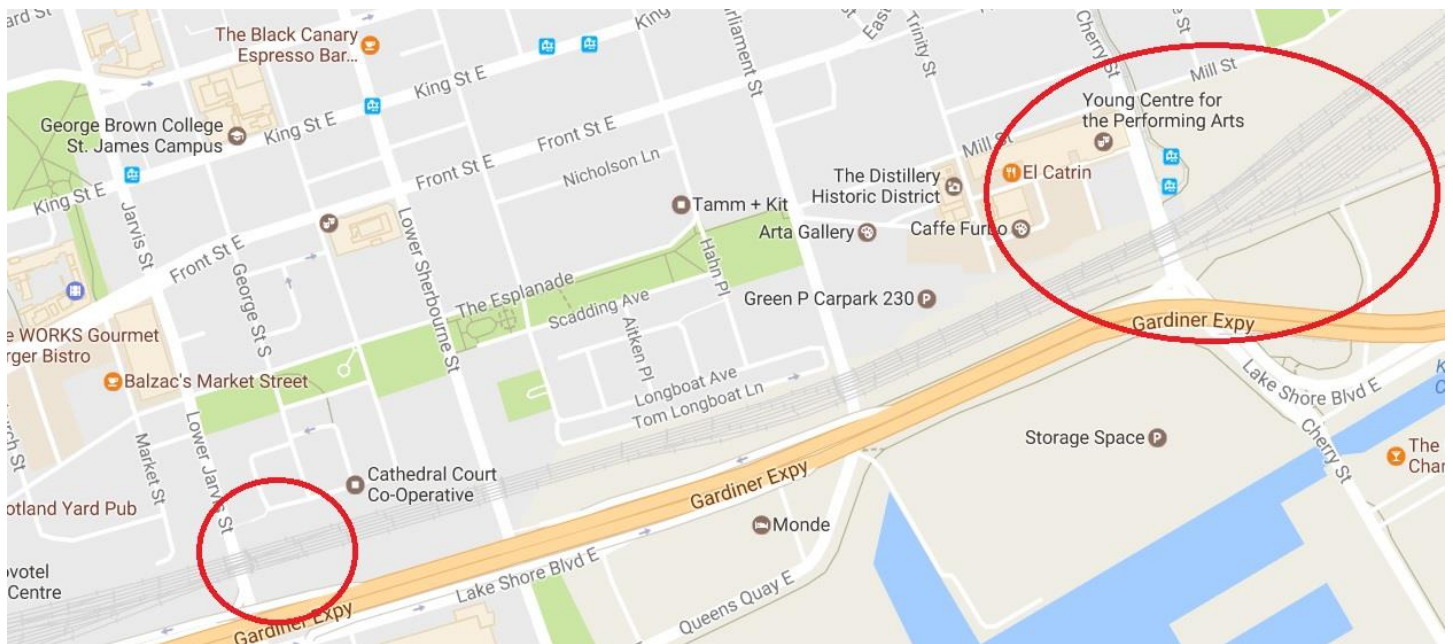 The Black Canary
Espresso Bar...
King St E
King St E
King St E
George Brown College
St. James Campus
Front St E
Front St E
Front St E
Jarvis St
Nicholson Ln
Lower Sherbourne St
George St S
Parliament St
Trinity St
Cherry St
Mill St
Mill St
Young Centre for
the Performing Arts
El Catrin
The Distillery
Historic District
Tamm + Kit
Arta Gallery
Caffe Furbo
Hahn Pl
The Esplanade
Scadding Ave
Green P Carpark 230
Aitken Pl
Gardiner Expy
WORKS Gourmet
Bistro
Balzac's Market Street
Longboat Ave
Tom Longboat Ln
Lake Shore Blvd E
Lower Jarvis St
Market St
Storage Space
Cherry St
The
Cathedral Court
Co-Operative
Gardiner Expy
otland Yard Pub
Monde
ovotel
Centre
Lake Shore Blvd E
Queens Quay E
Gardiner Expy